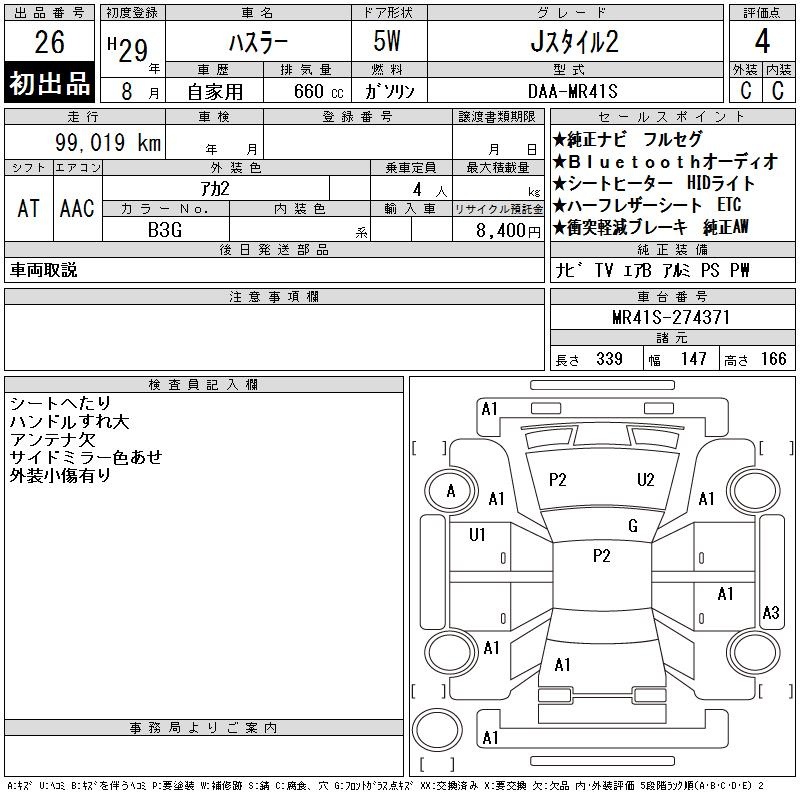 出品番号 初度登録 車名 ドア形状 グレード 評価点
26 H29年 ハスラー 5W Jスタイル2 4
初出品 車歴 排気量 燃料 型式 外装 内装
8月 自家用 660cc ｶﾞｿﾘﾝ DAA-MR41S C C
走行 車検 登録番号 譲渡書類期限 セールスポイント
99,019 km 年 月 月 日
★純正ナビ フルセグ
★Ｂｌｕｅｔｏｏｔｈオーディオ
★シートヒーター HIDライト
★ハーフレザーシート ETC
★衝突軽減ブレーキ 純正AW
シフト エアコン 外装色 乗車定員 最大積載量
AT AAC ｱｶ2 4人 kg
カラーNo. 内装色 輸入車 リサイクル預託金
B3G 系 8,400円
後日発送部品 純正装備
車両取説 ﾅﾋﾞ TV ｴｱB ｱﾙﾐ PS PW
注意事項欄 車台番号
MR41S-274371
諸元
長さ 339 幅 147 高さ 166
検査員記入欄
シートへたり
ハンドルすれ大
アンテナ欠
サイドミラー色あせ
外装小傷有り
事務局よりご案内
A1
P2 U2
A A1 A1
G
U1
P2
A1
A3
A1
A1
A1
A:ｷｽﾞ U:ﾍｺﾐ B:ｷｽﾞを伴うﾍｺﾐ P:要塗装 W:補修跡 S:錆 C:腐食、穴 G:ﾌﾛﾝﾄｶﾞﾗｽ点ｷｽﾞ XX:交換済み X:要交換 欠:欠品 内･外装評価 5段階ﾗﾝｸ順(A･B･C･D･E) 2